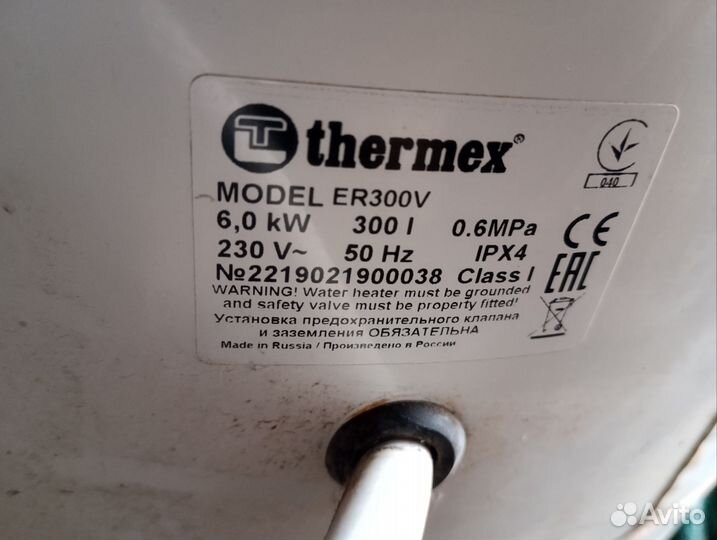 thermex®
MODEL ER300V
6,0 kW 300 l 0.6MPa
230 V~ 50 Hz IPX4
№2219021900038 Class I
WARNING! Water heater must be grounded
and safety valve must be property fitted!
Установка предохранительного клапана
и заземления ОБЯЗАТЕЛЬНА
Made in Russia / Произведено в России
040
CE
EAC
Avito